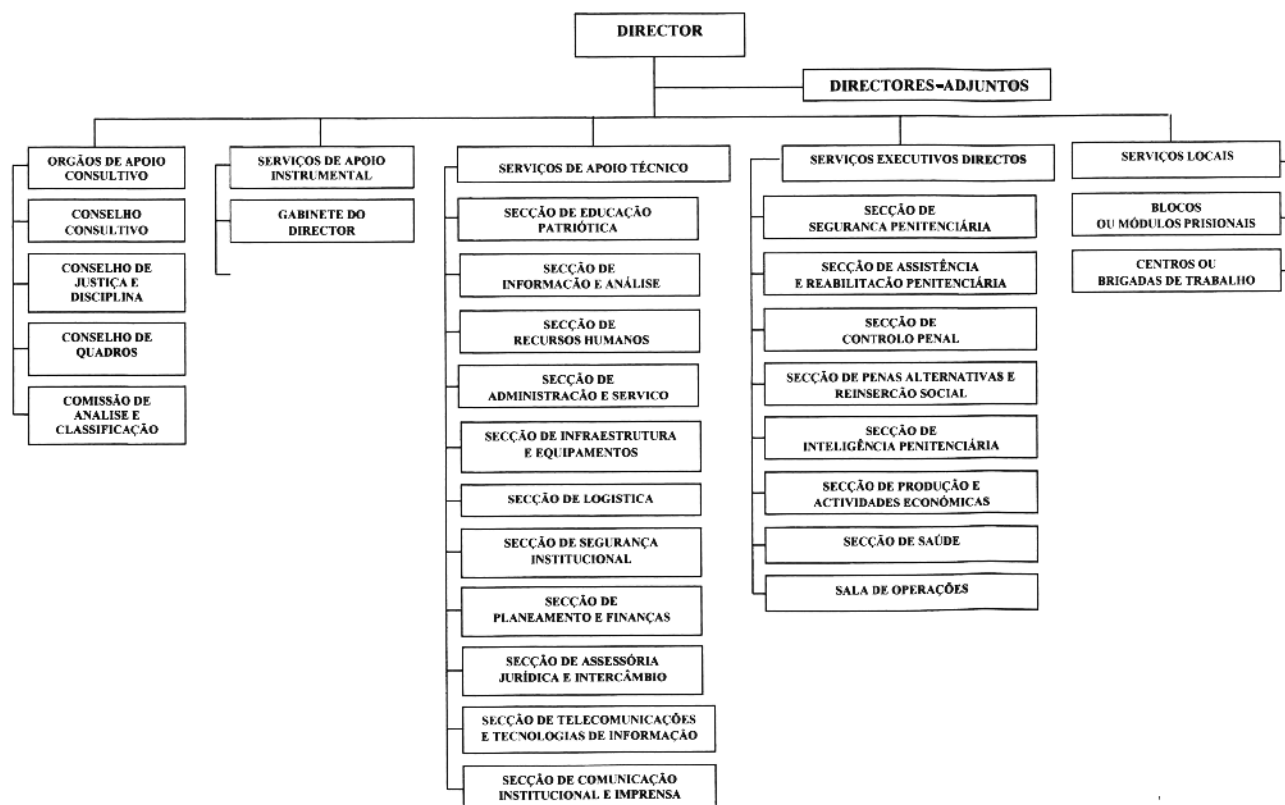 DIRECTOR
DIRECTORES-ADJUNTOS
ORGÃOS DE APOIO
CONSULTIVO
CONSELHO
CONSULTIVO
CONSELHO DE
JUSTIÇA E
DISCIPLINA
CONSELHO DE
QUADROS
COMISSÃO DE
ANALISE E
CLASSIFICAÇÃO
SERVIÇOS DE APOIO
INSTRUMENTAL
GABINETE DO
DIRECTOR
SERVIÇOS DE APOIO TÉCNICO
SECÇÃO DE EDUCAÇÃO
PATRIÓTICA
SECÇÃO DE
INFORMAÇÃO E ANÁLISE
SECÇÃO DE
RECURSOS HUMANOS
SECÇÃO DE
ADMINISTRACÃO E SERVICO
SECÇÃO DE INFRAESTRUTURA
E EQUIPAMENTOS
SECÇÃO DE LOGISTICA
SECÇÃO DE SEGURANÇA
INSTITUCIONAL
SECÇÃO DE
PLANEAMENTO E FINANÇAS
SECÇÃO DE ASSESSÓRIA
JURÍDICA E INTERCÂMBIO
SECÇÃO DE TELECOMUNICAÇÕES
E TECNOLOGIAS DE INFORMAÇÃO
SECÇÃO DE COMUNICAÇÃO
INSTITUCIONAL E IMPRENSA
SERVIÇOS EXECUTIVOS DIRECTOS
SECÇÃO DE
SEGURANCA PENITENCIÁRIA
SECÇÃO DE ASSISTÊNCIA
E REABILITACÃO PENITENCIÁRIA
SECÇÃO DE
CONTROLO PENAL
SECÇÃO DE PENAS ALTERNATIVAS E
REINSERCÃO SOCIAL
SECÇÃO DE
INTELIGÊNCIA PENITENCIÁRIA
SECÇÃO DE PRODUÇÃO E
ACTIVIDADES ECONÓMICAS
SECÇÃO DE SAÚDE
SALA DE OPERAÇÕES
SERVIÇOS LOCAIS
BLOCOS
OU MÓDULOS PRISIONAIS
CENTROS OU
BRIGADAS DE TRABALHO